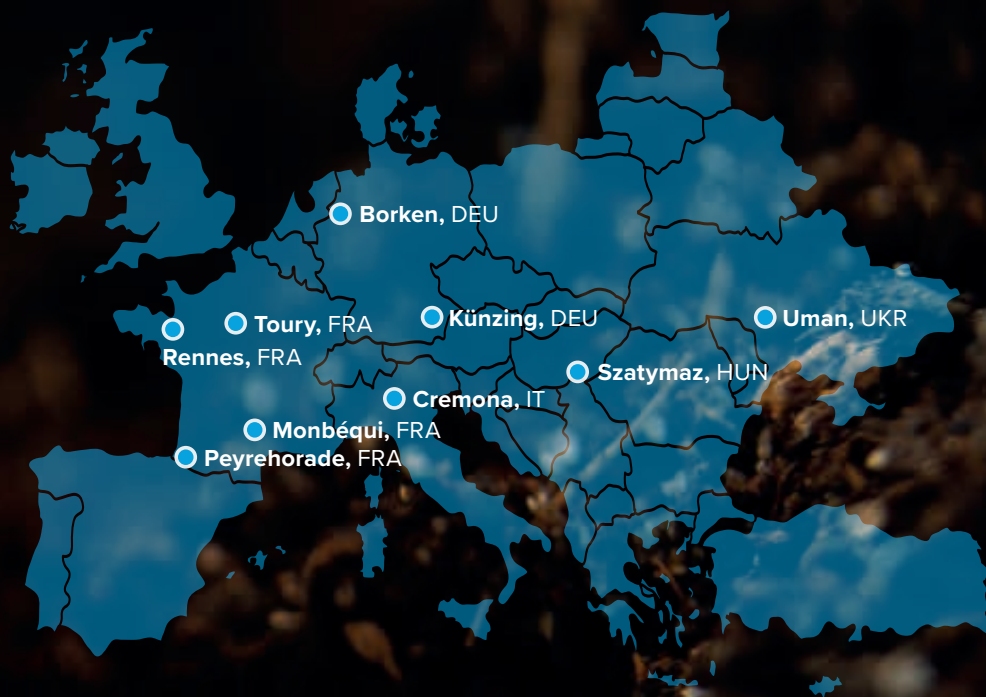 Borken, DEU
Künzing, DEU
Uman, UKR
Toury, FRA
Rennes, FRA
Szatymaz, HUN
Cremona, IT
Monbéqui, FRA
Peyrehorade, FRA